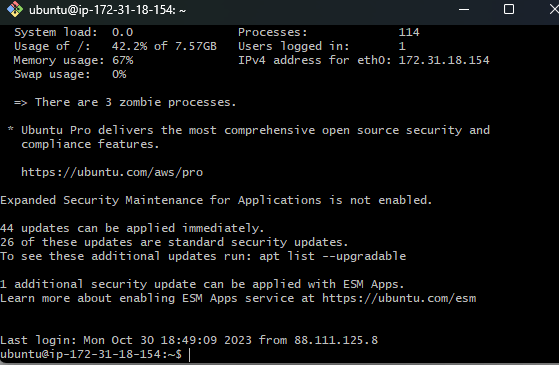 ubuntu@ip-172-31-18-154: ~
System load: 0.0 Processes: 114
Usage of /: 42.2% of 7.57GB Users logged in: 1
Memory usage: 67% IPv4 address for eth0: 172.31.18.154
Swap usage: 0%
=> There are 3 zombie processes.
* Ubuntu Pro delivers the most comprehensive open source security and
compliance features.
https://ubuntu.com/aws/pro
Expanded Security Maintenance for Applications is not enabled.
44 updates can be applied immediately.
26 of these updates are standard security updates.
To see these additional updates run: apt list --upgradable
1 additional security update can be applied with ESM Apps.
Learn more about enabling ESM Apps service at https://ubuntu.com/esm
Last login: Mon Oct 30 18:49:09 2023 from 88.111.125.8
ubuntu@ip-172-31-18-154:~$